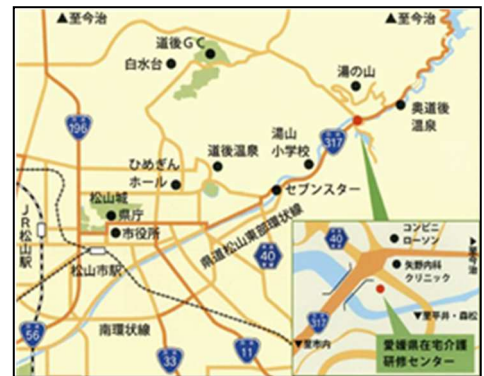 ▲至今治
▲至今治
道後GC
白水台
湯の山
196
奥道後
温泉
湯山
小学校
317
ひめぎん
ホール
道後温泉
セブンスター
松山城
県庁
市役所
JR松山駅
松山市駅
県道松山東部環状線
40
南環状線
56
33
11
40
コンビニ
ローソン
▲至今治
矢野内科
クリニック
317
▼至市内
▼至平井・森松
愛媛県在宅介護
研修センター